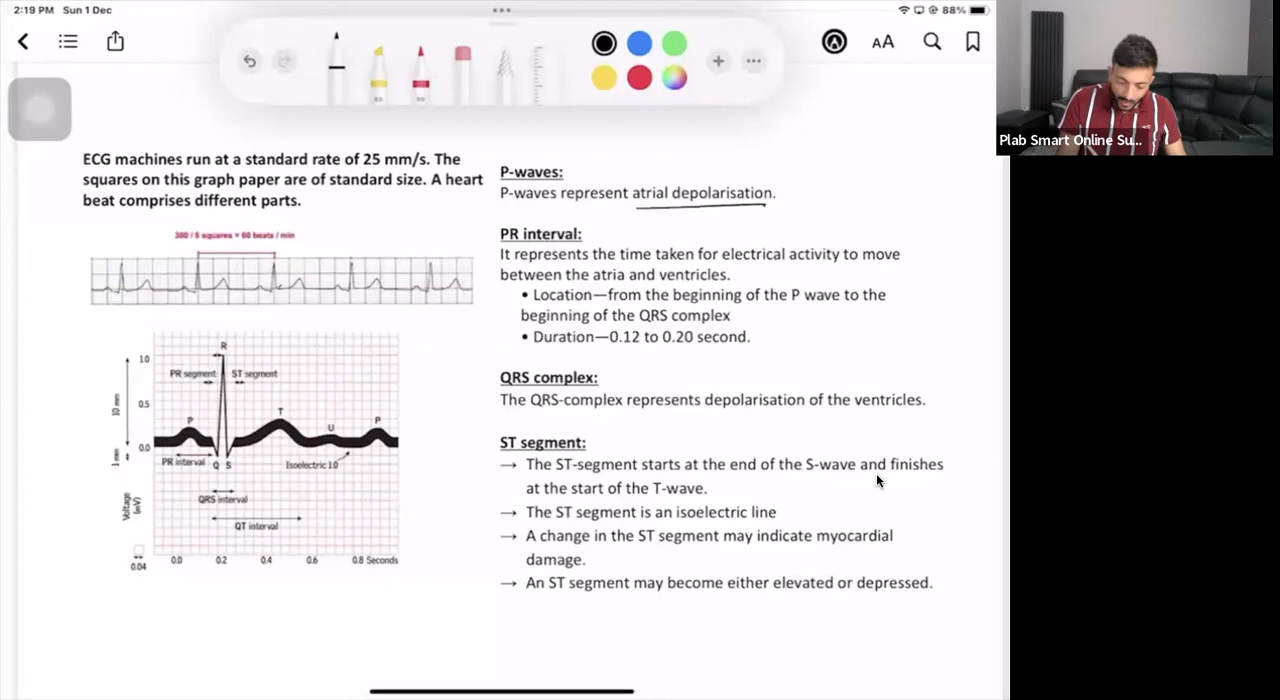 2:19 PM Sun 1 Dec
88%
AA
80
50
Plab Smart Online Su...
ECG machines run at a standard rate of 25 mm/s. The
squares on this graph paper are of standard size. A heart
beat comprises different parts.
300 / 5 squares = 60 beats / min
R
1.0
PR segment
ST segment
10 mm
0.5
T
P
U
P
0.0
1 mm
PR interval
Q S
Isoelectric 10
QRS interval
Voltage
(mV)
QT interval
0.04
0.0 0.2 0.4 0.6 0.8 Seconds
P-waves:
P-waves represent atrial depolarisation.
PR interval:
It represents the time taken for electrical activity to move
between the atria and ventricles.
• Location—from the beginning of the P wave to the
beginning of the QRS complex
• Duration—0.12 to 0.20 second.
QRS complex:
The QRS-complex represents depolarisation of the ventricles.
ST segment:
→ The ST-segment starts at the end of the S-wave and finishes
at the start of the T-wave.
→ The ST segment is an isoelectric line
→ A change in the ST segment may indicate myocardial
damage.
→ An ST segment may become either elevated or depressed.